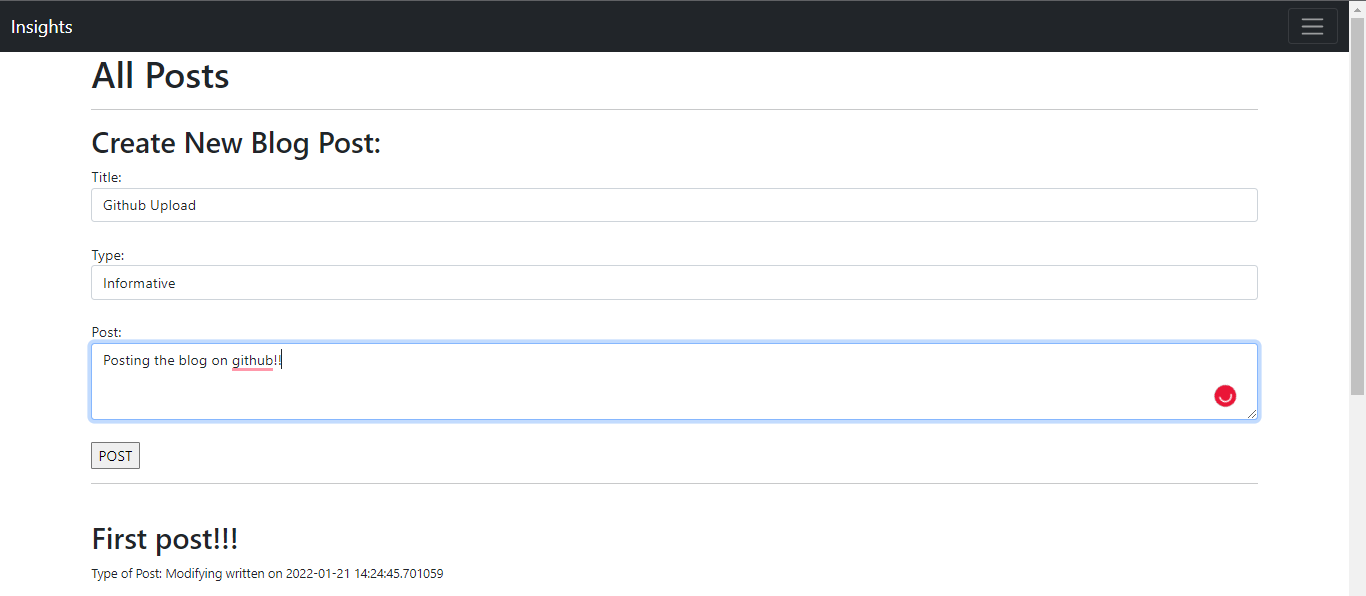 Insights
All Posts
Create New Blog Post:
Title:
Github Upload
Type:
Informative
Post:
Posting the blog on github!!
POST
First post!!!
Type of Post: Modifying written on 2022-01-21 14:24:45.701059